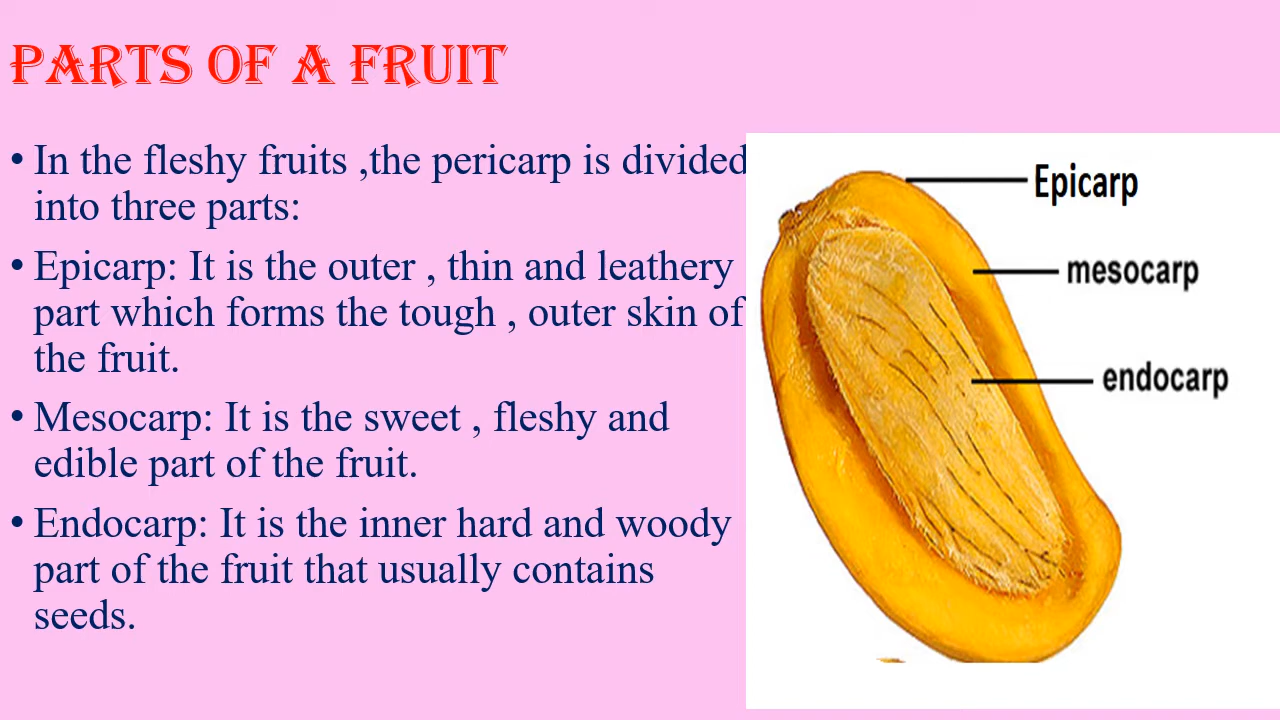 PARTS OF A FRUIT
• In the fleshy fruits ,the pericarp is divided
into three parts:
• Epicarp: It is the outer , thin and leathery
part which forms the tough , outer skin of
the fruit.
• Mesocarp: It is the sweet , fleshy and
edible part of the fruit.
• Endocarp: It is the inner hard and woody
part of the fruit that usually contains
seeds.
Epicarp
mesocarp
endocarp